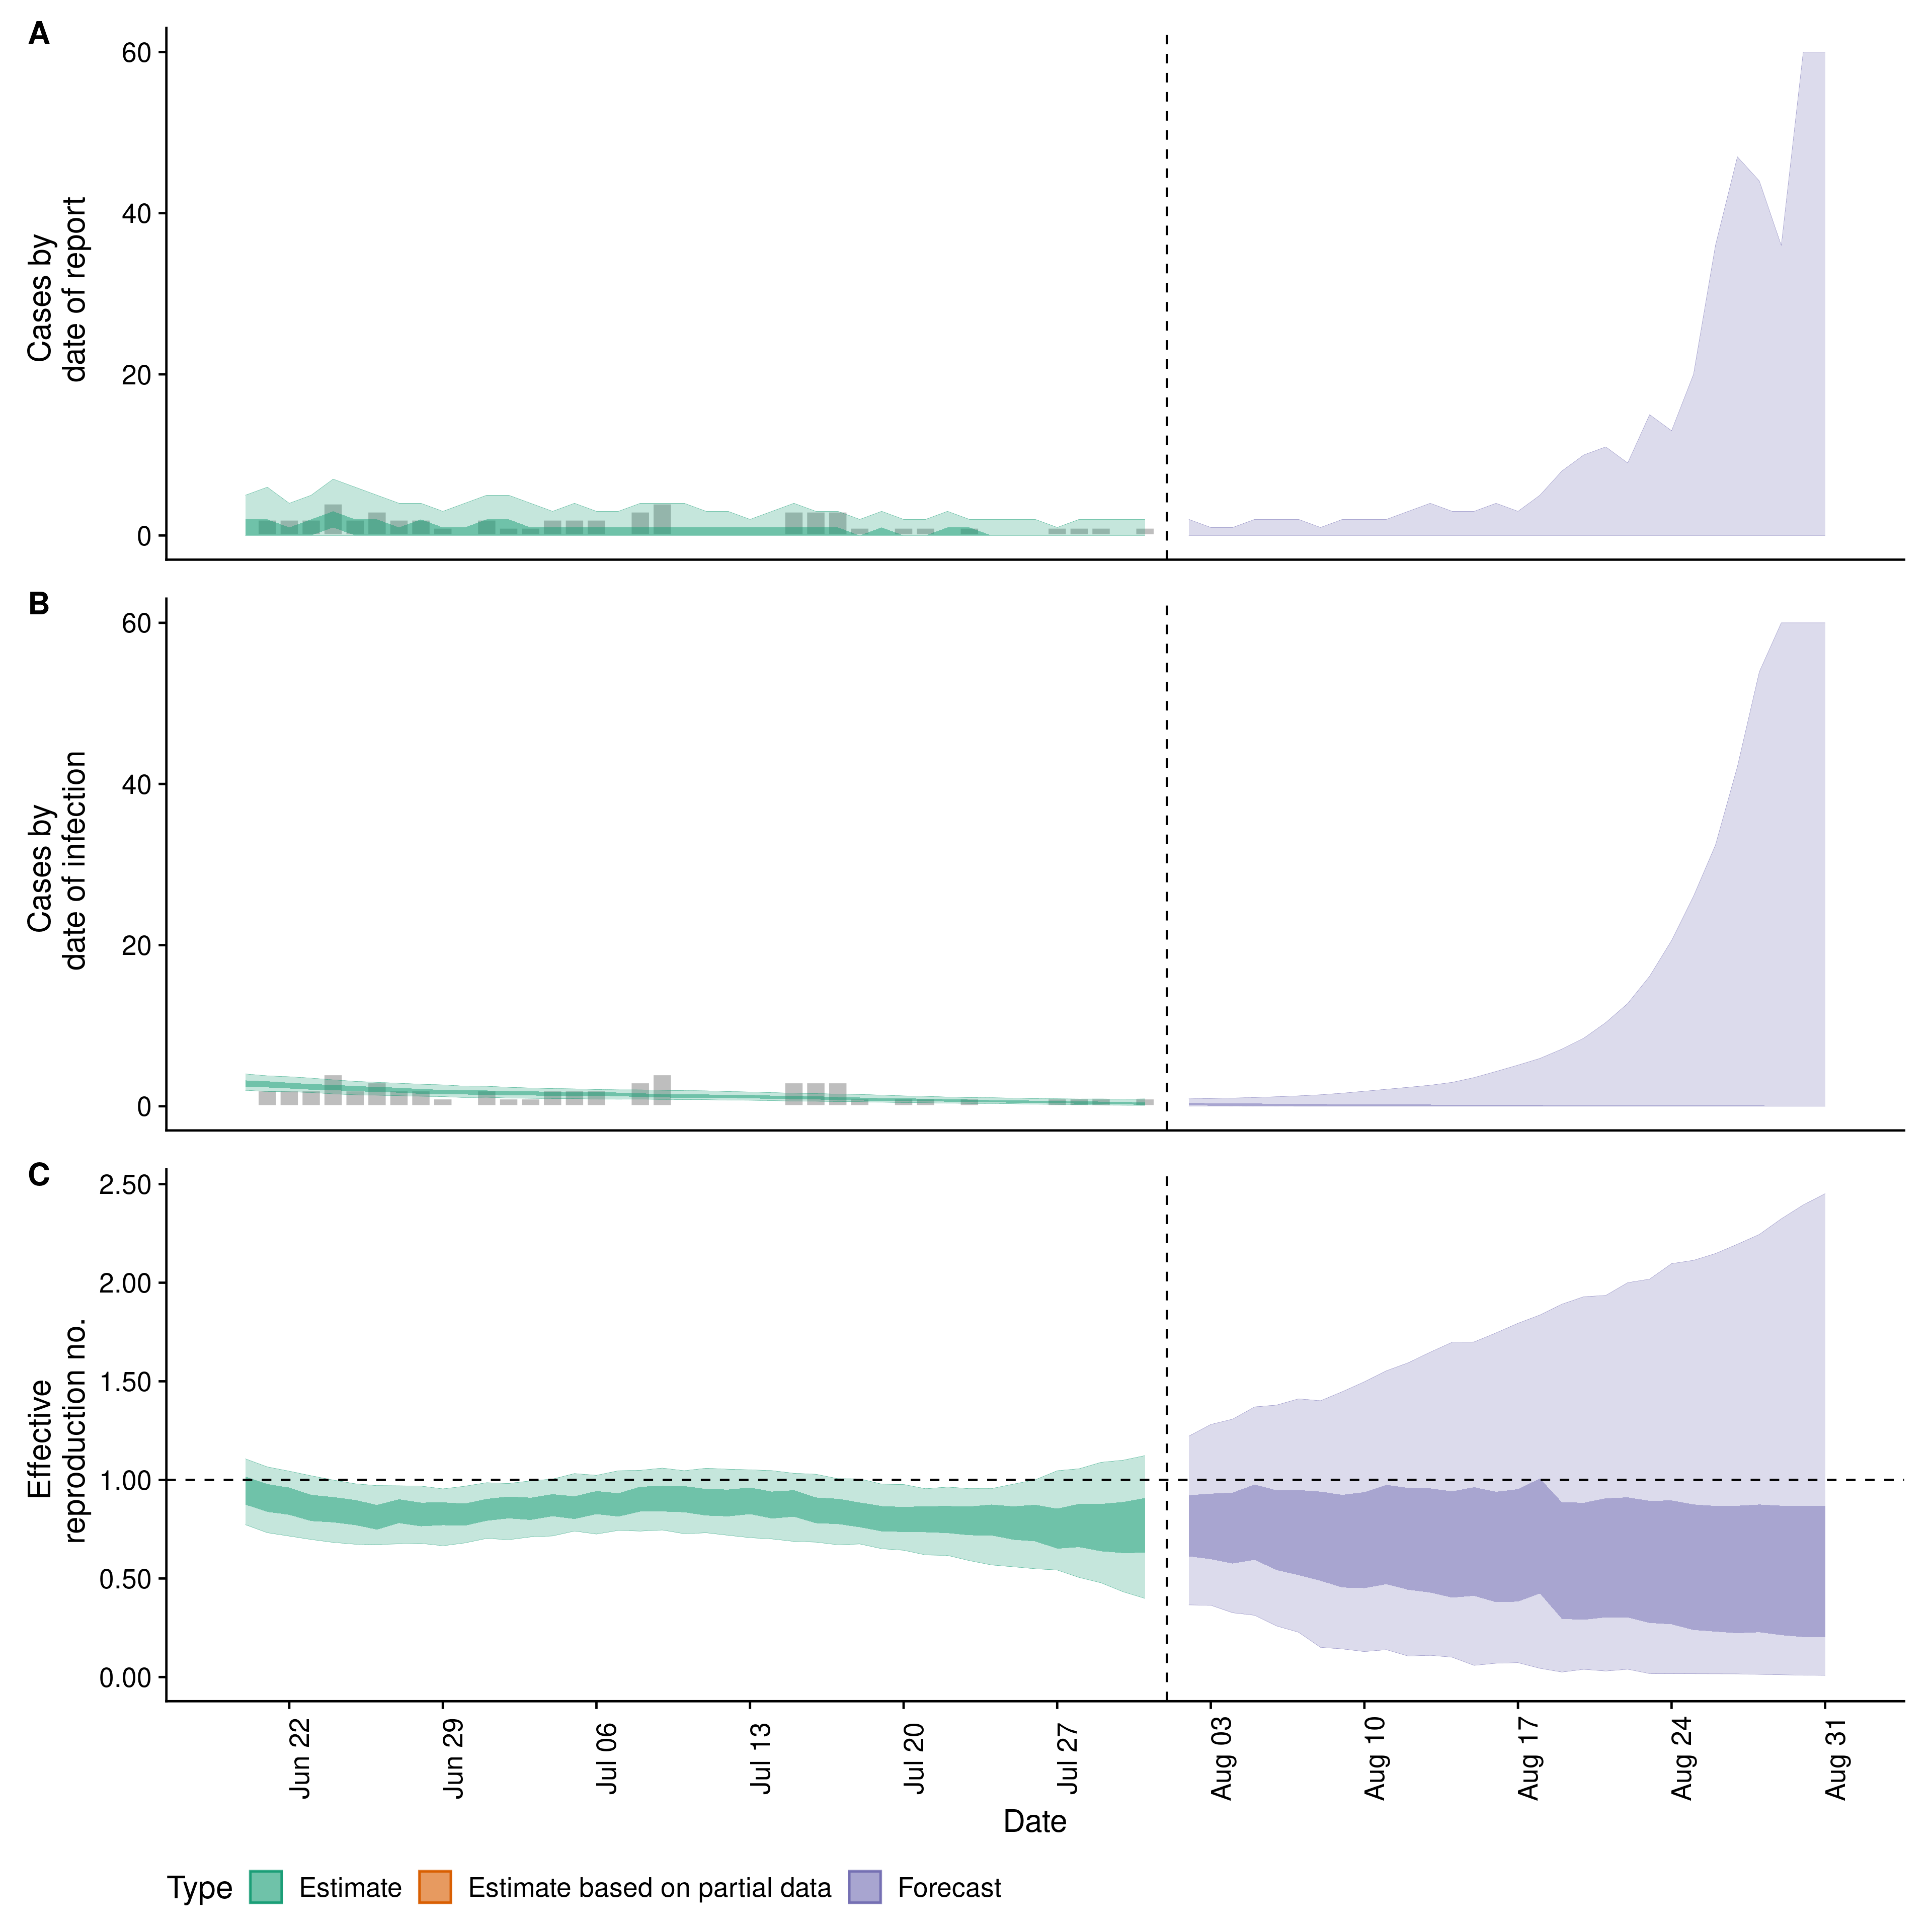 A
Cases by
date of report
60
40
20
0
B
Cases by
date of infection
60
40
20
0
C
Effective
reproduction no.
2.50
2.00
1.50
1.00
0.50
0.00
Jun 22
Jun 29
Jul 06
Jul 13
Jul 20
Jul 27
Aug 03
Aug 10
Aug 17
Aug 24
Aug 31
Date
Type Estimate Estimate based on partial data Forecast